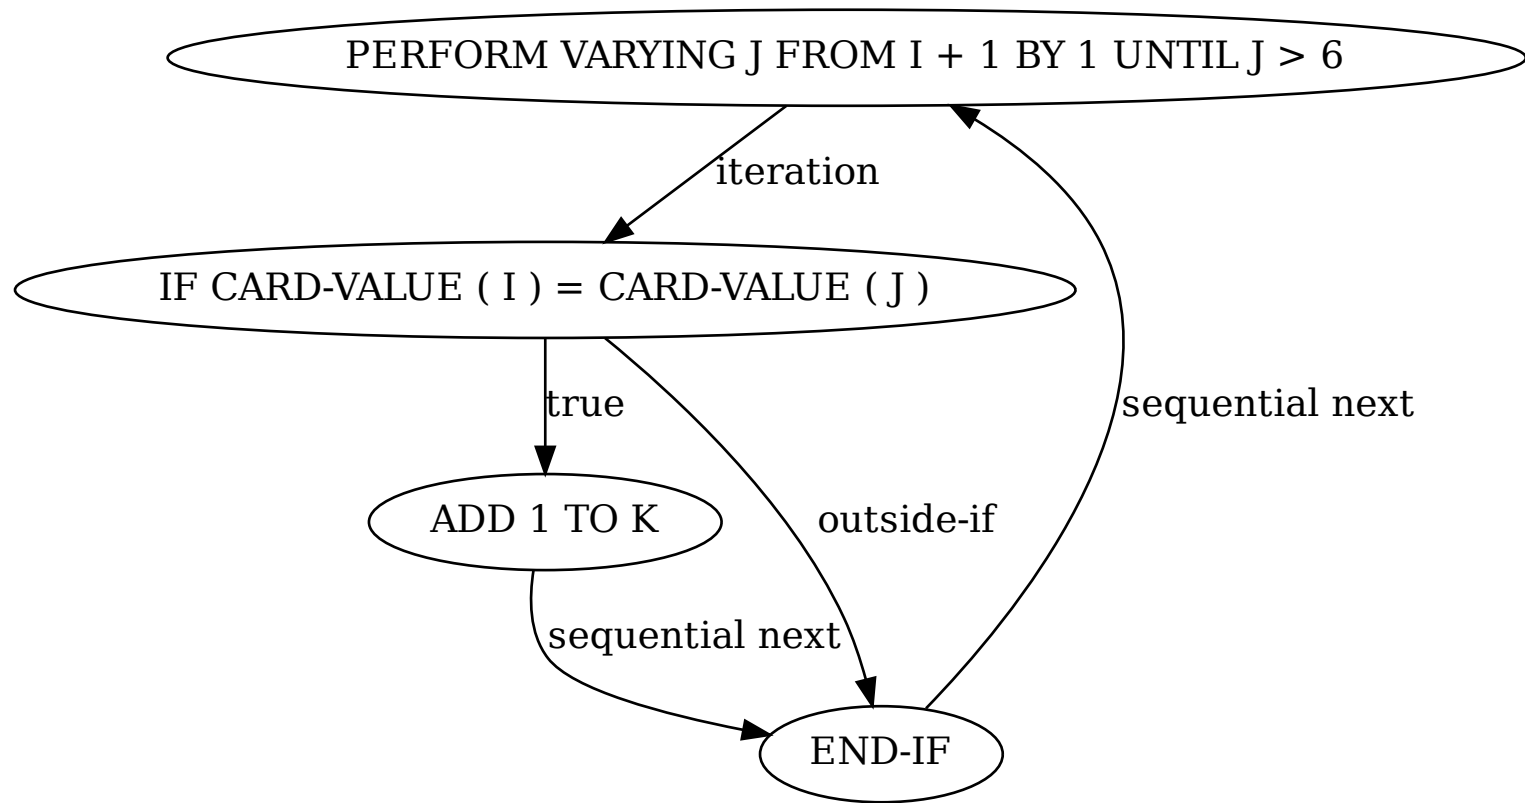 PERFORM VARYING J FROM I + 1 BY 1 UNTIL J > 6
iteration
IF CARD-VALUE ( I ) = CARD-VALUE ( J )
true
sequential next
ADD 1 TO K
outside-if
sequential next
END-IF